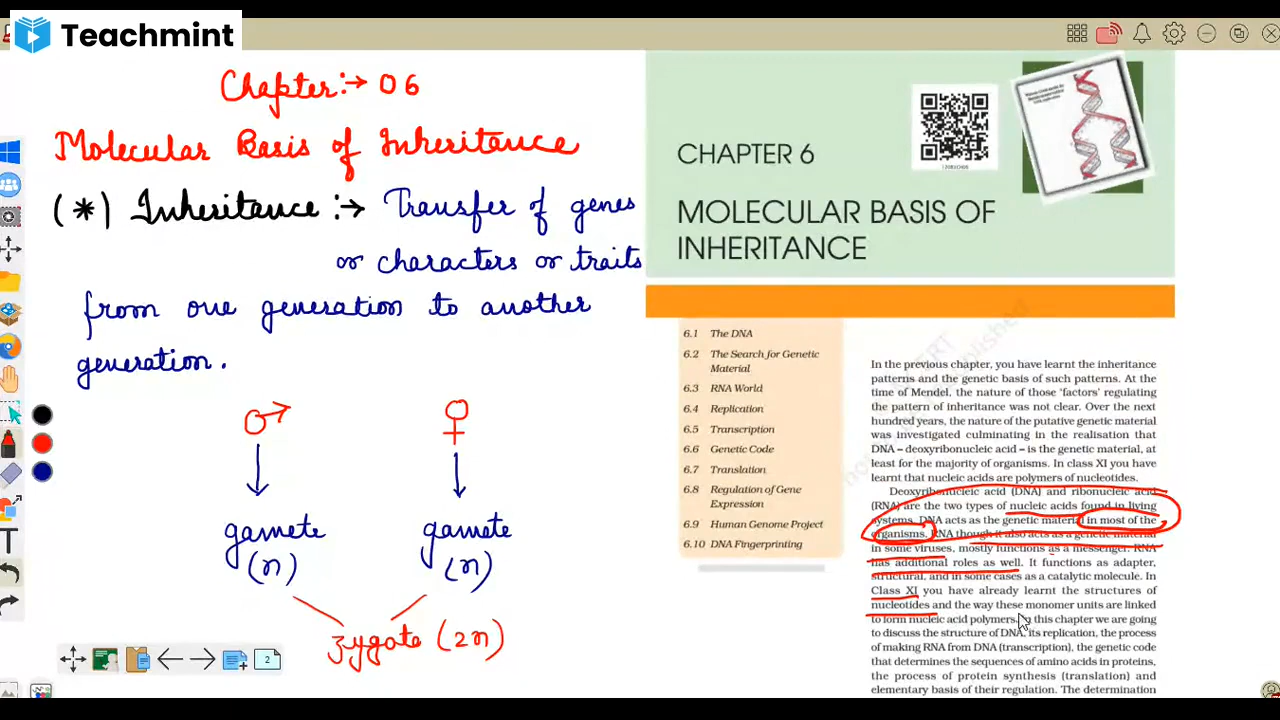 Teachmint
Chapter:→ 06
Molecular Basis of Inheritance
(*) Inheritance :→ Transfer of genes
or characters or traits
from one generation to another
generation.
♂ ♀
gamete gamete
(n) (n)
zygote (2n)
2
CHAPTER 6
MOLECULAR BASIS OF
INHERITANCE
6.1 The DNA
6.2 The Search for Genetic
Material
6.3 RNA World
6.4 Replication
6.5 Transcription
6.6 Genetic Code
6.7 Translation
6.8 Regulation of Gene
Expression
6.9 Human Genome Project
6.10 DNA Fingerprinting
In the previous chapter, you have learnt the inheritance
patterns and the genetic basis of such patterns. At the
time of Mendel, the nature of those ‘factors’ regulating
the pattern of inheritance was not clear. Over the next
hundred years, the nature of the putative genetic material
was investigated culminating in the realisation that
DNA – deoxyribonucleic acid – is the genetic material, at
least for the majority of organisms. In class XI you have
learnt that nucleic acids are polymers of nucleotides.
Deoxyribonucleic acid (DNA) and ribonucleic acid
(RNA) are the two types of nucleic acids found in living
systems. DNA acts as the genetic material in most of the
organisms. RNA though it also acts as a genetic material
in some viruses, mostly functions as a messenger. RNA
has additional roles as well. It functions as adapter,
structural, and in some cases as a catalytic molecule. In
Class XI you have already learnt the structures of
nucleotides and the way these monomer units are linked
to form nucleic acid polymers. In this chapter we are going
to discuss the structure of DNA, its replication, the process
of making RNA from DNA (transcription), the genetic code
that determines the sequences of amino acids in proteins,
the process of protein synthesis (translation) and
elementary basis of their regulation. The determination